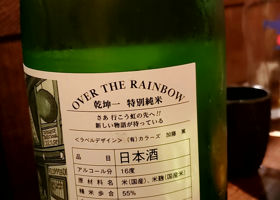 OVER THE RAINBOW
乾坤一 特別純米
さあ 行こう虹の先へ!!
新しい物語が待っている
<ラベルデザイン> (有)カラーズ 加藤 薫
品目 日本酒
アルコール分 16度
原材料名 米(国産)、米麹(国産米)
精米歩合 55%